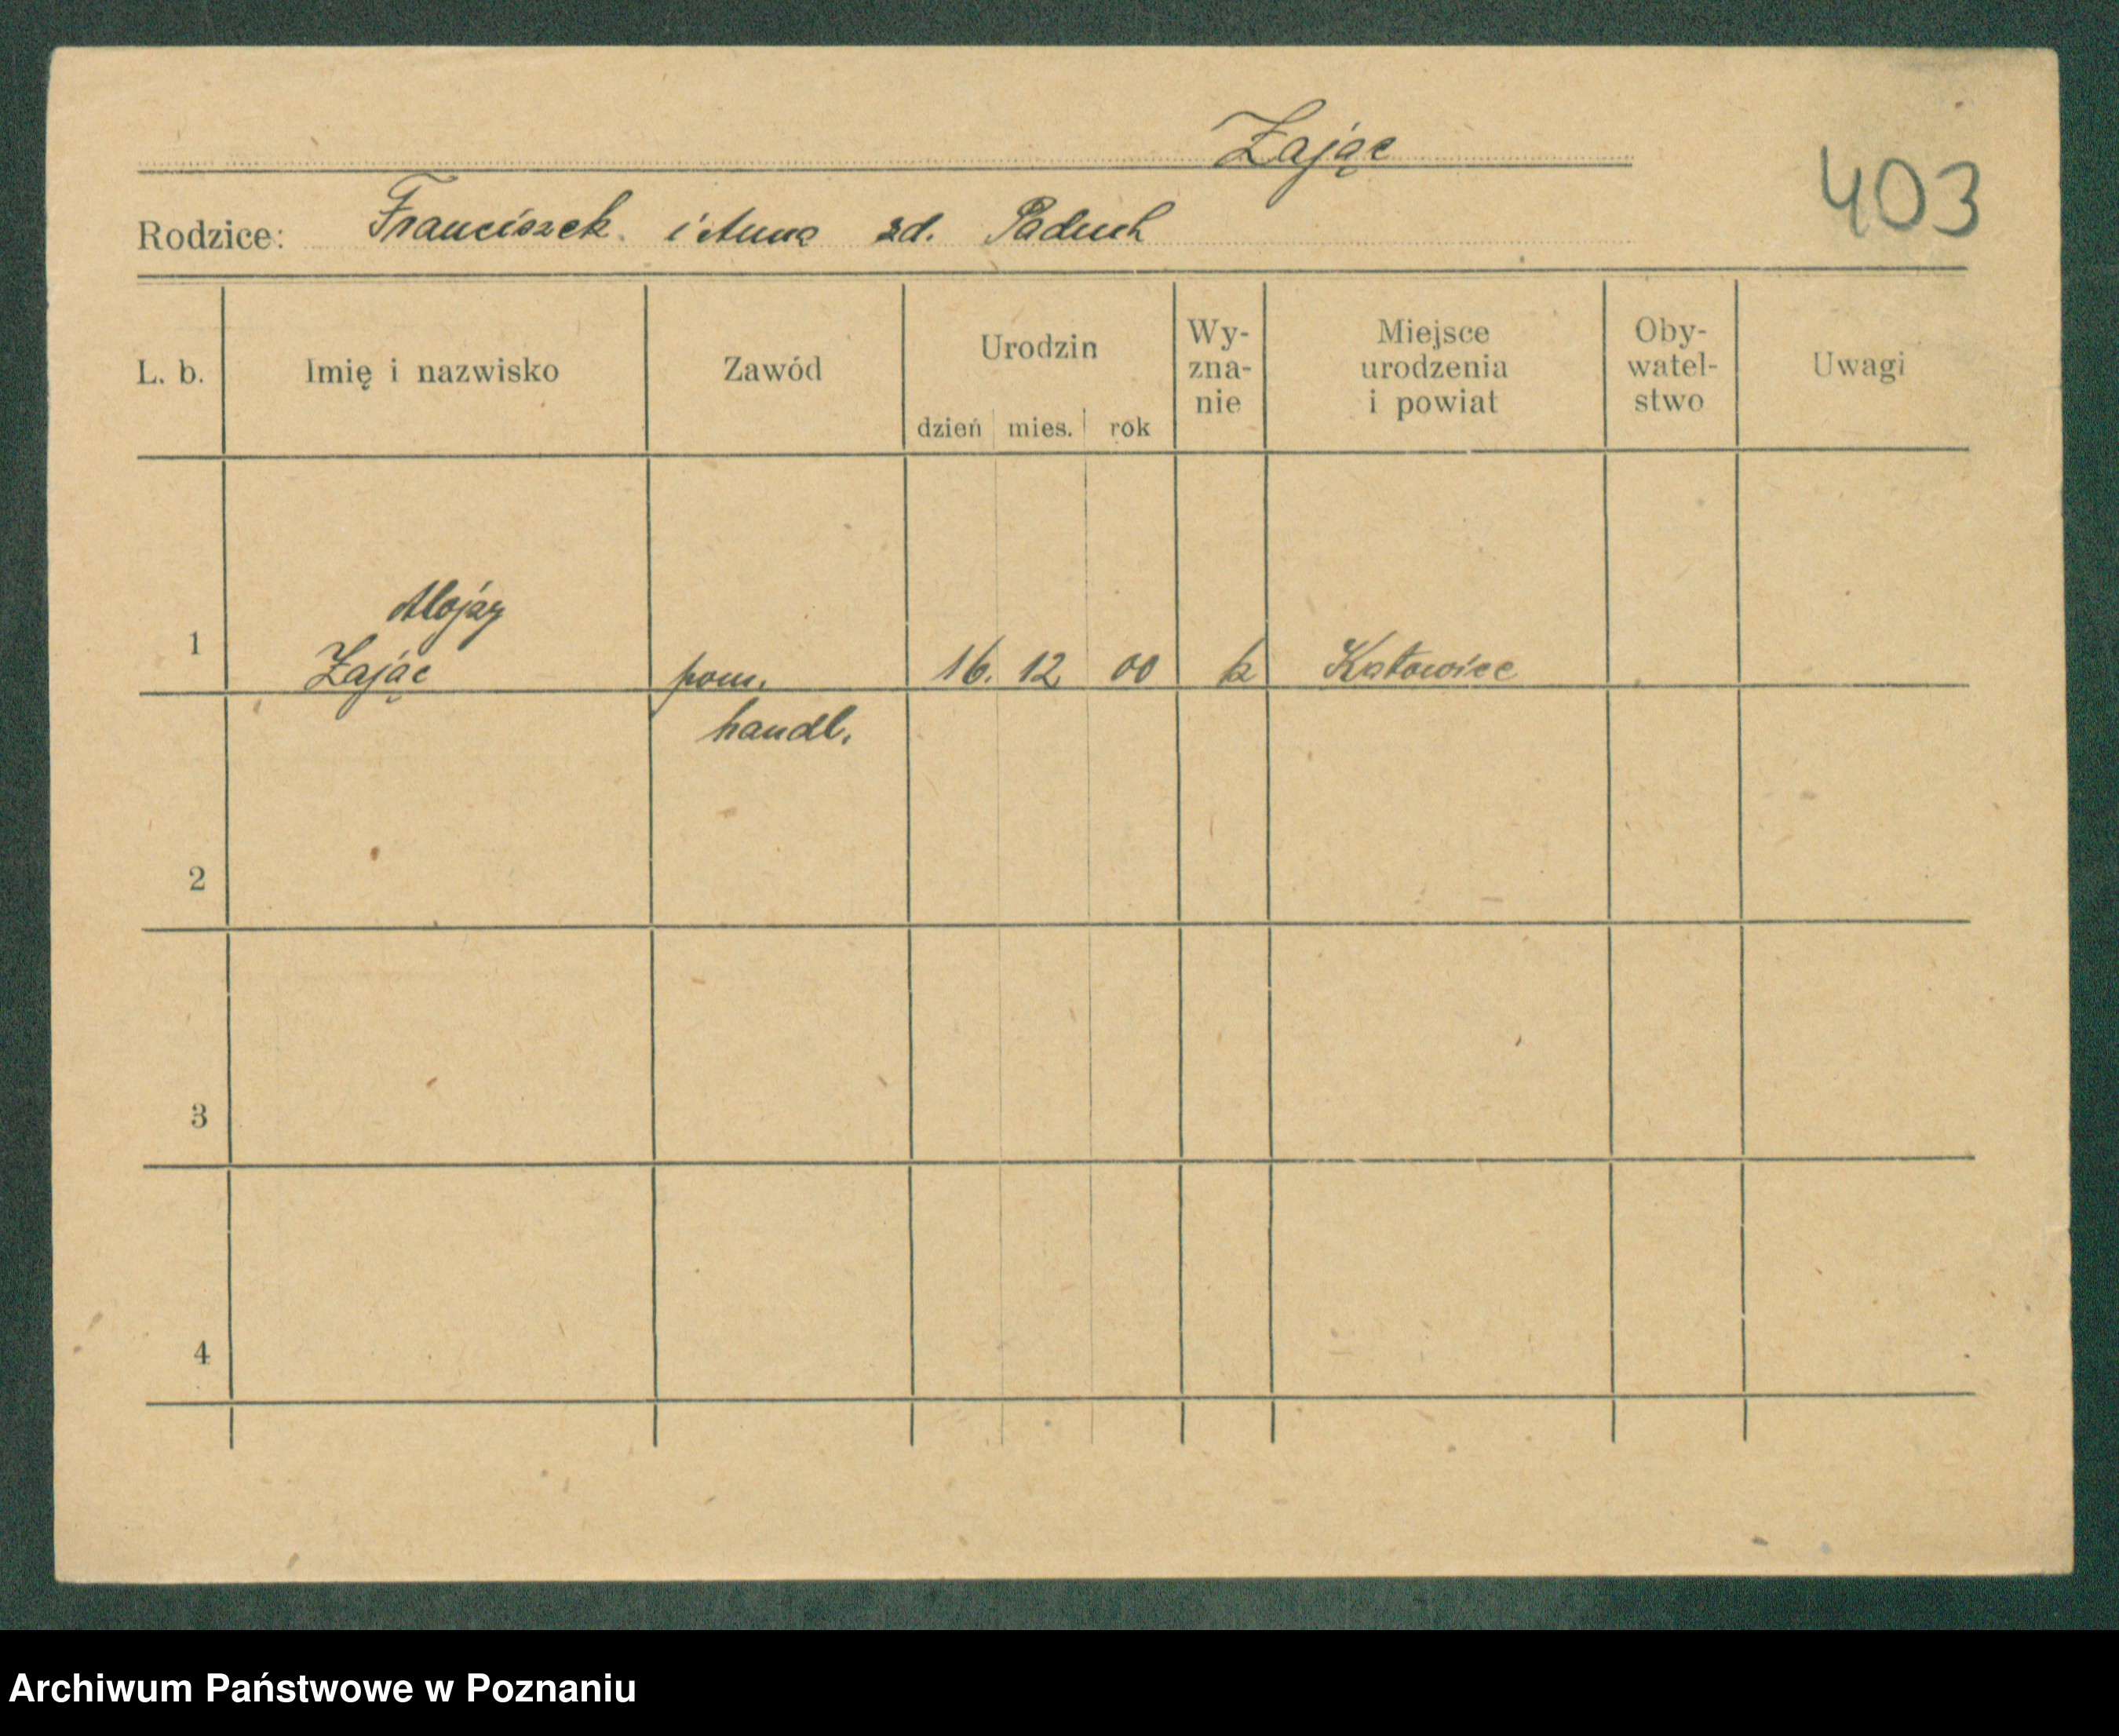 Zając
403
Rodzice: Franciszek i Anna zd. Paduch
L. b. Imię i nazwisko Zawód Urodzin dzień mies. rok Wy-
zna-
nie Miejsce
urodzenia
i powiat Oby-
watel-
stwo Uwagi
Alojzy
1 Zając pom. 16. 12 00 k Katowice
handl.
2
3
4
Archiwum Państwowe w Poznaniu